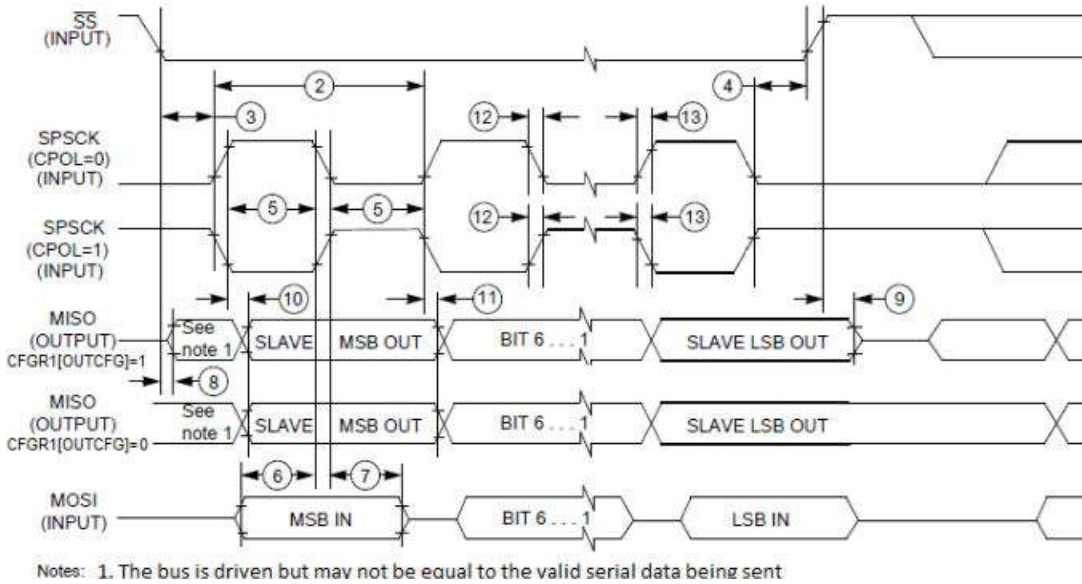 SS
(INPUT)
2
4
3
12
13
SPSCK
(CPOL=0)
(INPUT)
5
5
12
13
SPSCK
(CPOL=1)
(INPUT)
10
11
9
MISO
(OUTPUT)
CFGR1[OUTCFG]=1
See
note 1
SLAVE
MSB OUT
BIT 6 . . . 1
SLAVE LSB OUT
8
MISO
(OUTPUT)
CFGR1[OUTCFG]=0
See
note 1
SLAVE
MSB OUT
BIT 6 . . . 1
SLAVE LSB OUT
6
7
MOSI
(INPUT)
MSB IN
BIT 6 . . . 1
LSB IN
Notes: 1. The bus is driven but may not be equal to the valid serial data being sent